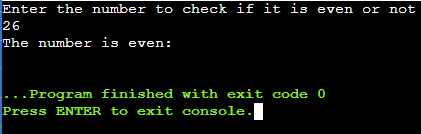 Enter the number to check if it is even or not
26
The number is even:
...Program finished with exit code 0
Press ENTER to exit console.